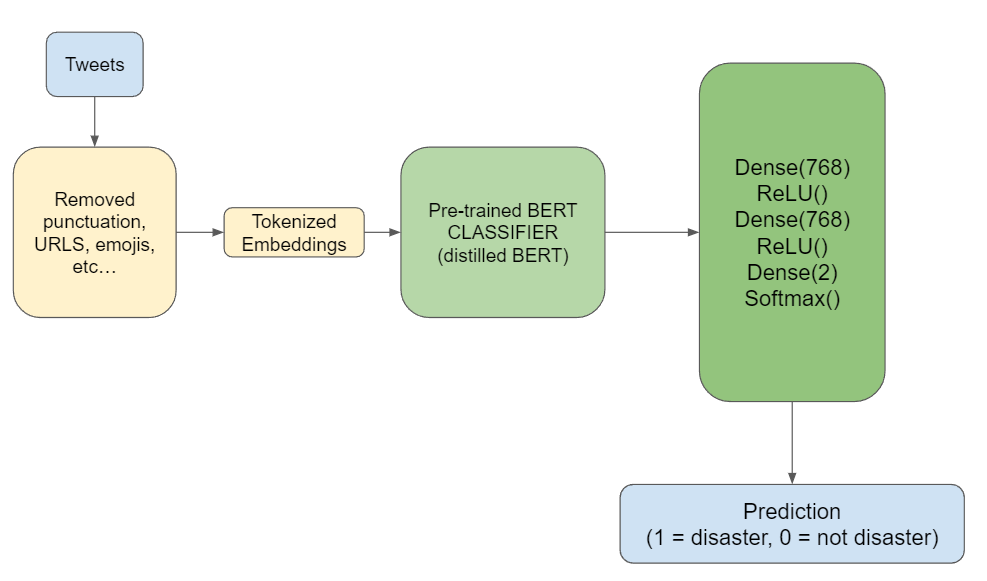 Tweets
Removed
punctuation,
URLS, emojis,
etc...
Tokenized
Embeddings
Pre-trained BERT
CLASSIFIER
(distilled BERT)
Dense(768)
ReLU()
Dense(768)
ReLU()
Dense(2)
Softmax()
Prediction
(1 = disaster, 0 = not disaster)